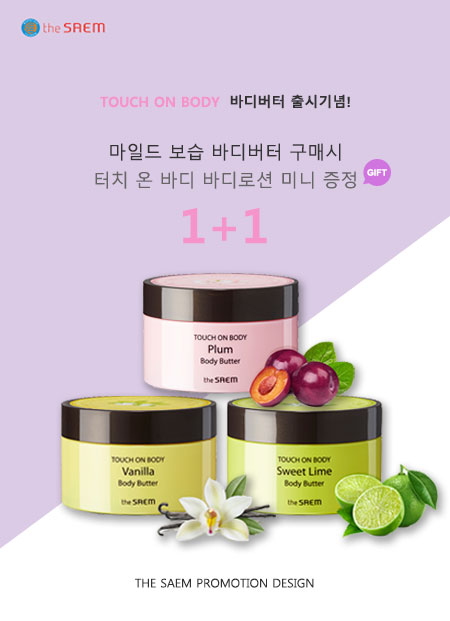 the SAEM
TOUCH ON BODY 바디버터 출시기념!
마일드 보습 바디버터 구매시
터치 온 바디 바디로션 미니 증정
GIFT
1+1
TOUCH ON BODY
Plum
Body Butter
the SAEM
TOUCH ON BODY
Vanilla
Body Butter
the SAEM
TOUCH ON BODY
Sweet Lime
Body Butter
the SAEM
THE SAEM PROMOTION DESIGN